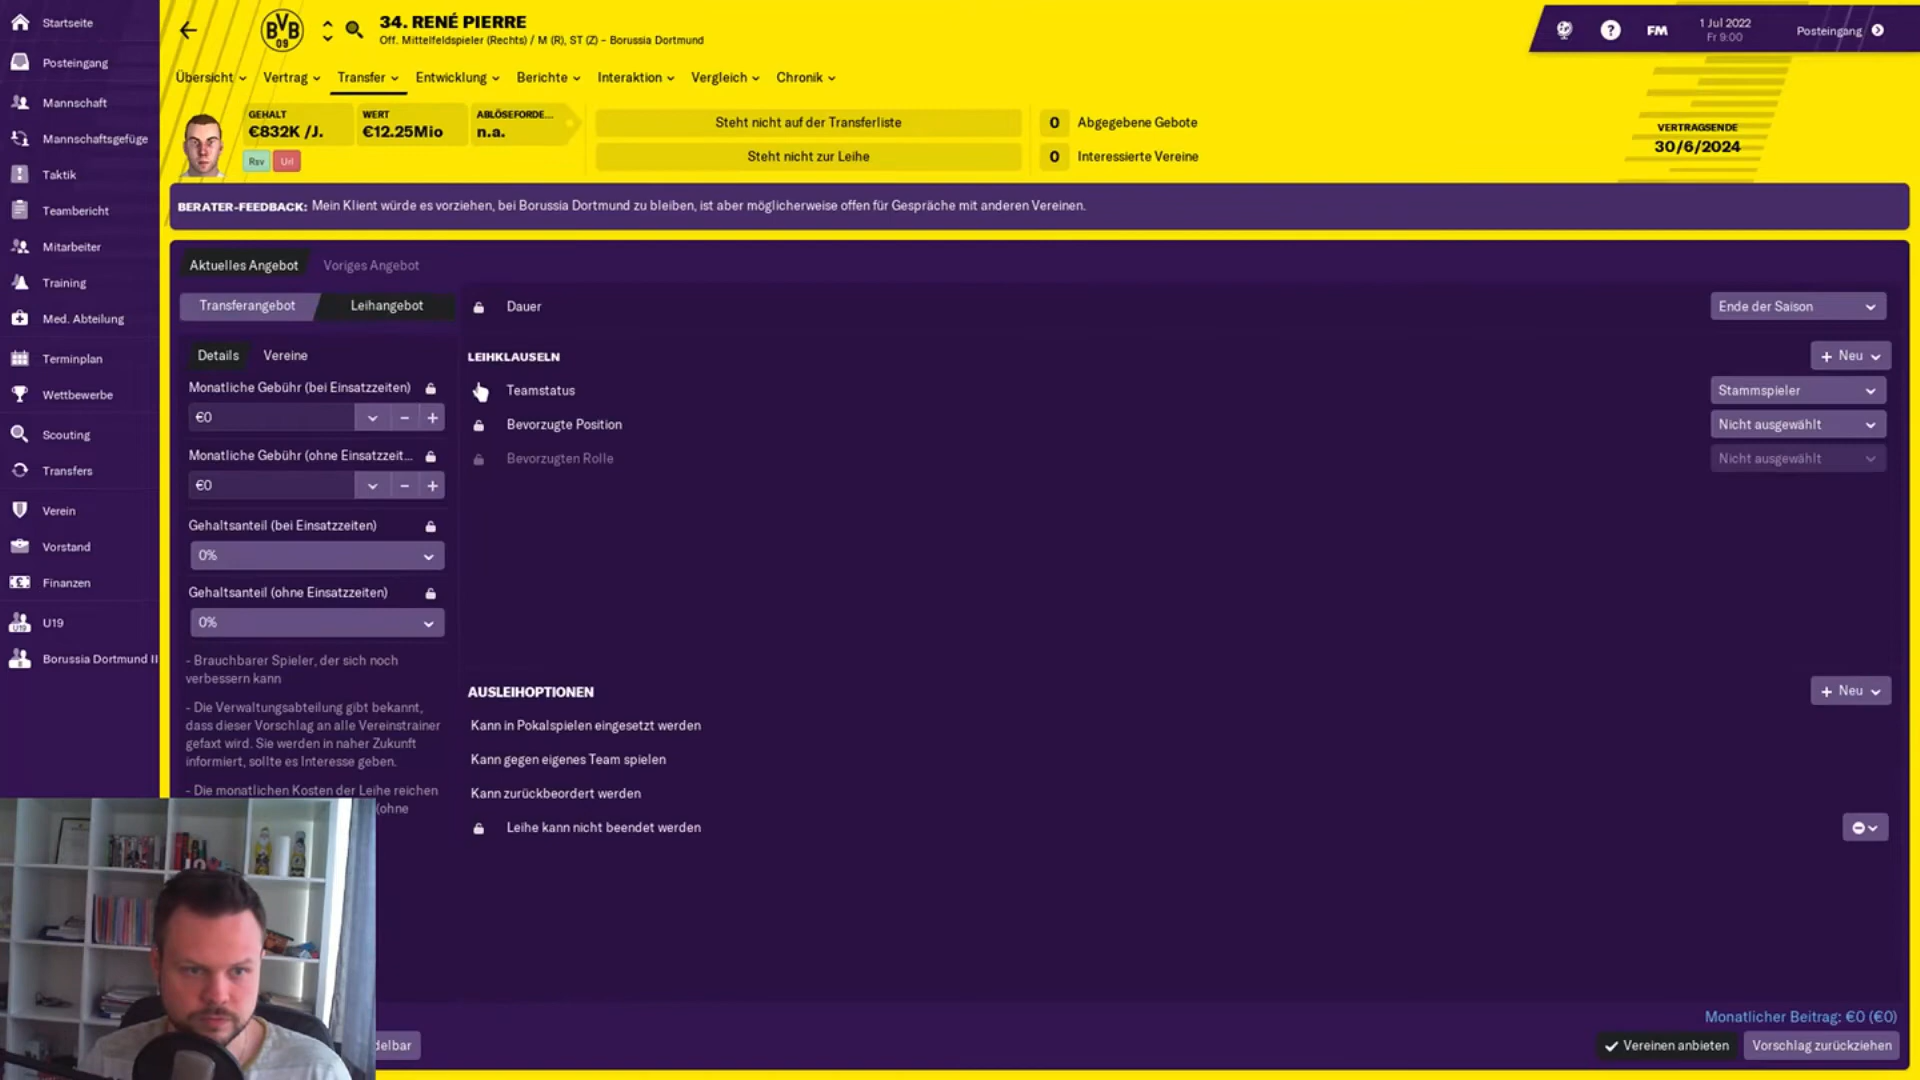 Startseite
Posteingang
Mannschaft
Mannschaftsgefüge
Taktik
Teambericht
Mitarbeiter
Training
Med. Abteilung
Terminplan
Wettbewerbe
Scouting
Transfers
Verein
Vorstand
Finanzen
U19
U19
Borussia Dortmund II
BVB
09
34. RENÉ PIERRE
Off. Mittelfeldspieler (Rechts) / M (R), ST (Z) – Borussia Dortmund
?
FM
1 Jul 2022
Fr 9:00
Posteingang
Übersicht
Vertrag
Transfer
Entwicklung
Berichte
Interaktion
Vergleich
Chronik
GEHALT
€832K /J.
WERT
€12.25Mio
ABLÖSEFORDE...
n.a.
Rsv
Url
Steht nicht auf der Transferliste
Steht nicht zur Leihe
0 Abgegebene Gebote
0 Interessierte Vereine
VERTRAGSENDE
30/6/2024
BERATER-FEEDBACK: Mein Klient würde es vorziehen, bei Borussia Dortmund zu bleiben, ist aber möglicherweise offen für Gespräche mit anderen Vereinen.
Aktuelles Angebot
Voriges Angebot
Transferangebot
Leihangebot
Details
Vereine
Monatliche Gebühr (bei Einsatzzeiten)
€0
Monatliche Gebühr (ohne Einsatzzeit...
€0
Gehaltsanteil (bei Einsatzzeiten)
0%
Gehaltsanteil (ohne Einsatzzeiten)
0%
- Brauchbarer Spieler, der sich noch
verbessern kann
- Die Verwaltungsabteilung gibt bekannt,
dass dieser Vorschlag an alle Vereinstrainer
gefaxt wird. Sie werden in naher Zukunft
informiert, sollte es Interesse geben.
- Die monatlichen Kosten der Leihe reichen
(ohne
Dauer
Ende der Saison
LEIHKLAUSELN
+ Neu
Teamstatus
Stammspieler
Bevorzugte Position
Nicht ausgewählt
Bevorzugten Rolle
Nicht ausgewählt
AUSLEIHOPTIONEN
+ Neu
Kann in Pokalspielen eingesetzt werden
Kann gegen eigenes Team spielen
Kann zurückbeordert werden
Leihe kann nicht beendet werden
Monatlicher Beitrag: €0 (€0)
delbar
Vereinen anbieten
Vorschlag zurückziehen